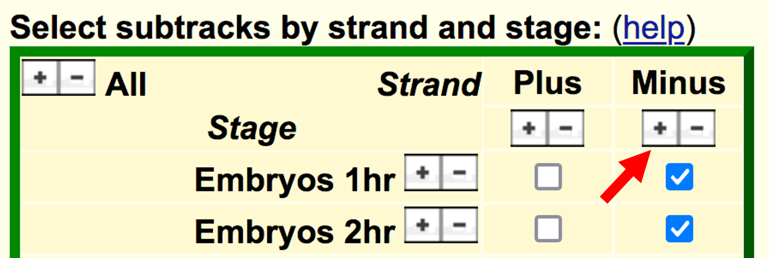 Select subtracks by strand and stage: (help)
+ - All Strand Plus Minus
Stage + - + -
Embryos 1hr + -
Embryos 2hr + -